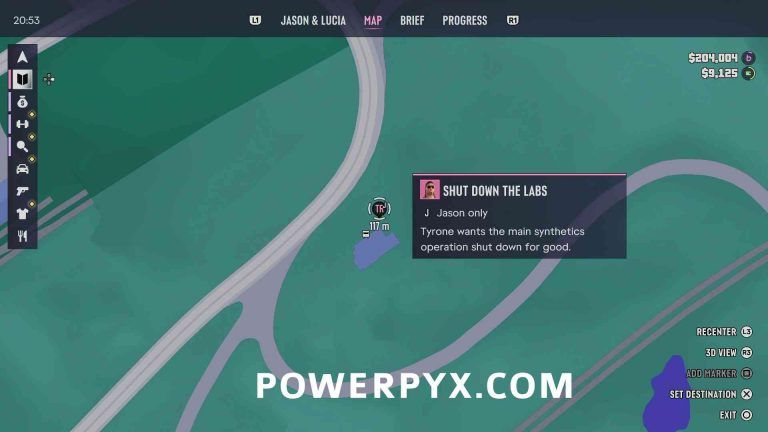 20:53
L1 JASON & LUCIA MAP BRIEF PROGRESS R1
$204,004
$9,125
SHUT DOWN THE LABS
J Jason only
Tyrone wants the main synthetics
operation shut down for good.
TR
117 m
RECENTER L3
3D VIEW R3
ADD MARKER
SET DESTINATION
EXIT
POWERPYX.COM